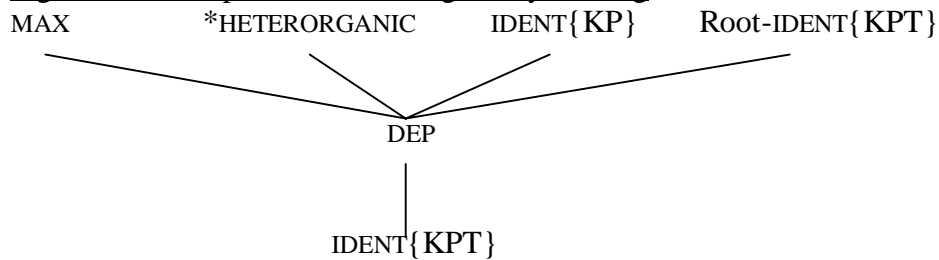 MAX *HETERORGANIC IDENT{KP} Root-IDENT{KPT}
DEP
IDENT{KPT}